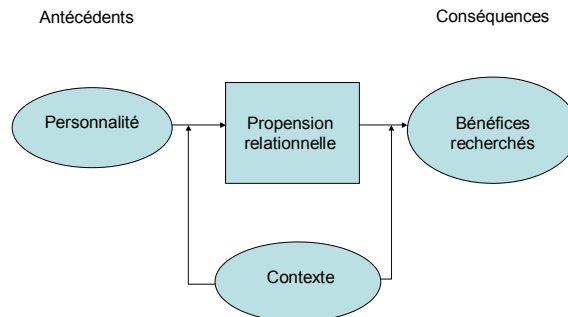 Antécédents
Conséquences
Personnalité
Propension
relationnelle
Bénéfices
recherchés
Contexte